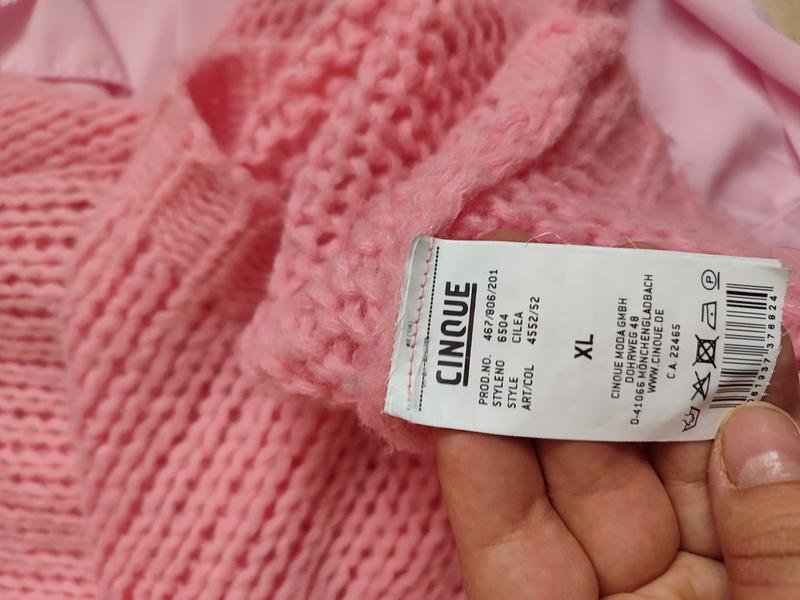 CINQUE
PROD.NO. 467/806/201
STYLENO 6504
STYLE CILEA
ART/COL 4552/52
XL
CINQUE MODA GMBH
DOHRWEG 48
D-41066 MÖNCHENGLADBACH
WWW.CINQUE.DE
C.A. 22465
P